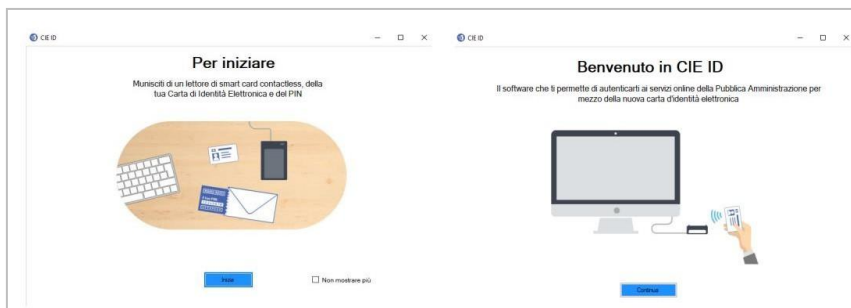 CIE ID
Per iniziare
Munisciti di un lettore di smart card contactless, della
tua Carta di Identità Elettronica e del PIN
Inizia
Non mostrare più
CIE ID
Benvenuto in CIE ID
Il software che ti permette di autenticarti ai servizi online della Pubblica Amministrazione per
mezzo della nuova carta d'identità elettronica
Continua